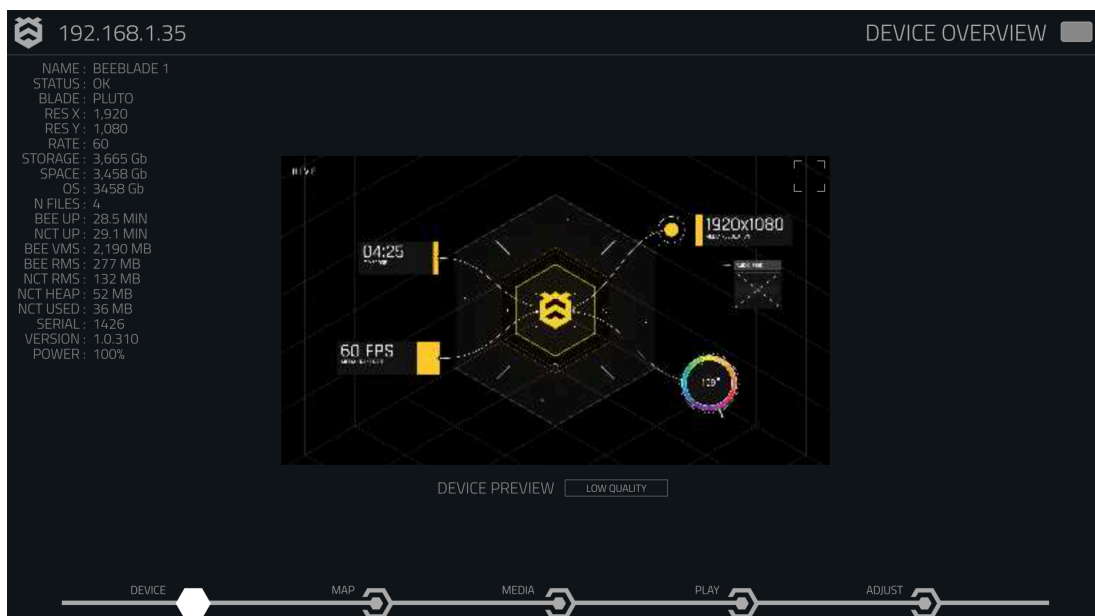 192.168.1.35
DEVICE OVERVIEW
NAME : BEEBLADE 1
STATUS : OK
BLADE : PLUTO
RES X : 1,920
RES Y : 1,080
RATE : 60
STORAGE : 3,665 Gb
SPACE : 3,458 Gb
OS : 3458 Gb
N FILES : 4
BEE UP : 28.5 MIN
NCT UP : 29.1 MIN
BEE VMS : 2,190 MB
BEE RMS : 277 MB
NCT RMS : 132 MB
NCT HEAP : 52 MB
NCT USED : 36 MB
SERIAL : 1426
VERSION : 1.0.310
POWER : 100%
HIVE
1920x1080
04:25
60 FPS
DEVICE PREVIEW
LOW QUALITY
DEVICE
MAP
MEDIA
PLAY
ADJUST